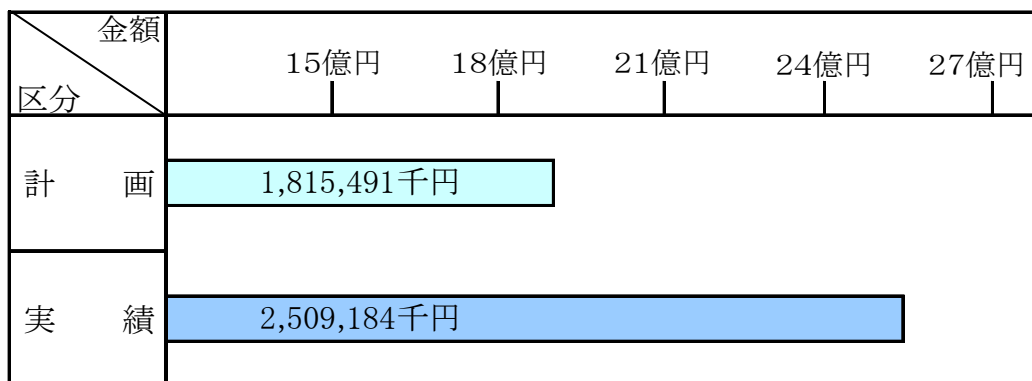 金額
区分
１５億円 １８億円 ２１億円 ２４億円 ２７億円
計　画
1,815,491千円
実　績
2,509,184千円